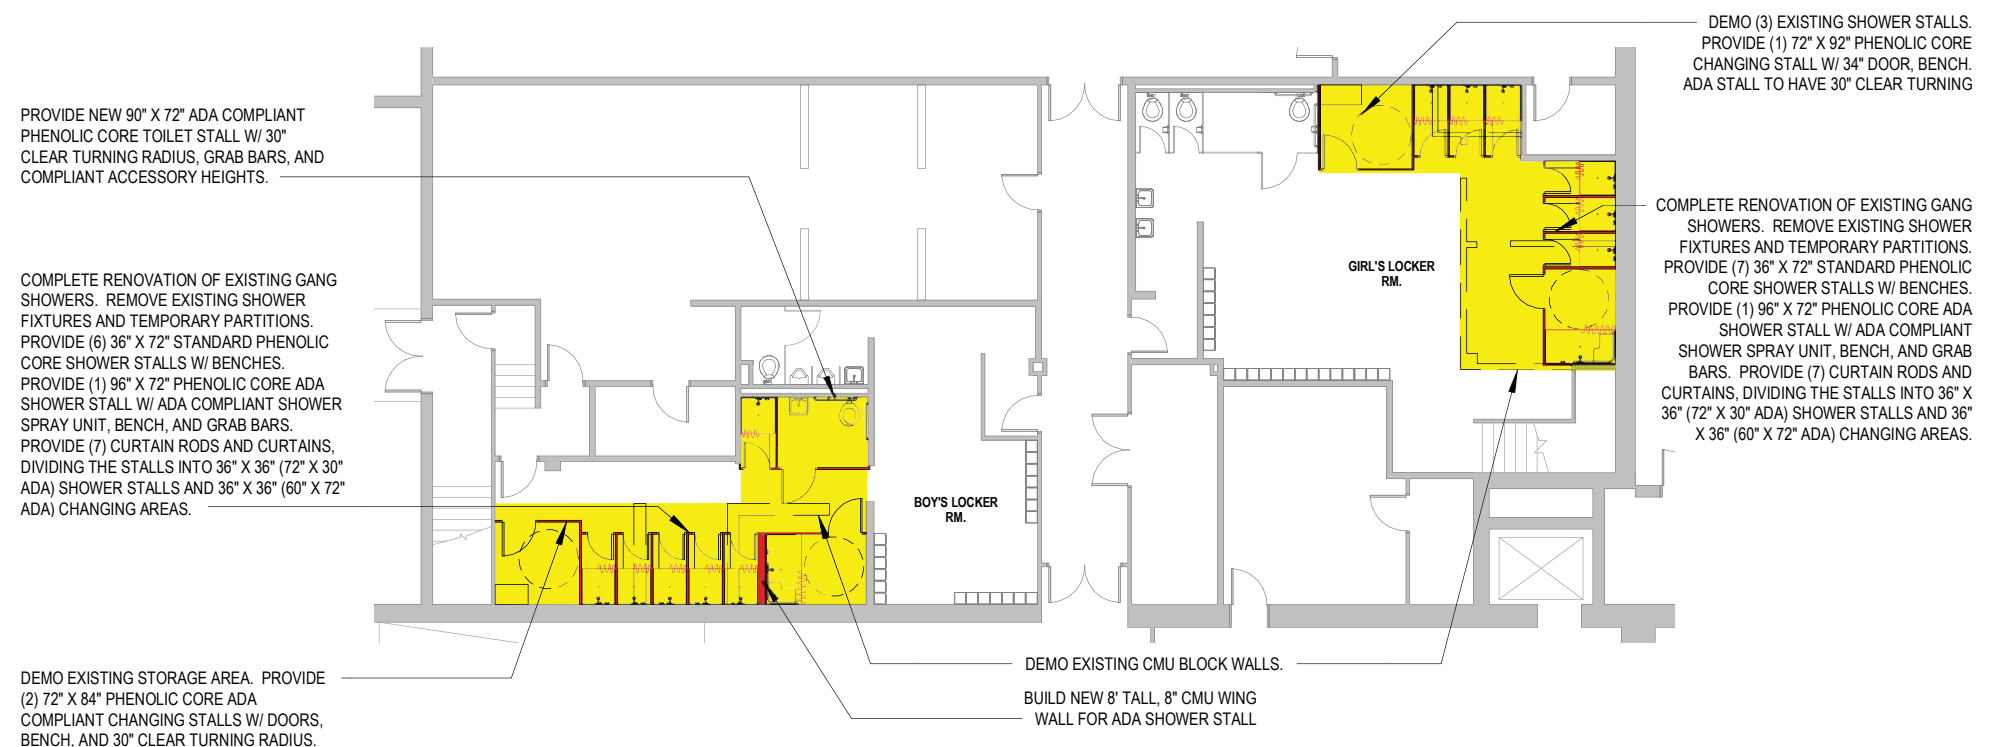 DEMO (3) EXISTING SHOWER STALLS.
PROVIDE (1) 72" X 92" PHENOLIC CORE
CHANGING STALL W/ 34" DOOR, BENCH.
ADA STALL TO HAVE 30" CLEAR TURNING
PROVIDE NEW 90" X 72" ADA COMPLIANT
PHENOLIC CORE TOILET STALL W/ 30"
CLEAR TURNING RADIUS, GRAB BARS, AND
COMPLIANT ACCESSORY HEIGHTS.
COMPLETE RENOVATION OF EXISTING GANG
SHOWERS. REMOVE EXISTING SHOWER
FIXTURES AND TEMPORARY PARTITIONS.
PROVIDE (7) 36" X 72" STANDARD PHENOLIC
CORE SHOWER STALLS W/ BENCHES.
PROVIDE (1) 96" X 72" PHENOLIC CORE ADA
SHOWER STALL W/ ADA COMPLIANT
SHOWER SPRAY UNIT, BENCH, AND GRAB
BARS. PROVIDE (7) CURTAIN RODS AND
CURTAINS, DIVIDING THE STALLS INTO 36" X
36" (72" X 30" ADA) SHOWER STALLS AND 36"
X 36" (60" X 72" ADA) CHANGING AREAS.
GIRL'S LOCKER
RM.
COMPLETE RENOVATION OF EXISTING GANG
SHOWERS. REMOVE EXISTING SHOWER
FIXTURES AND TEMPORARY PARTITIONS.
PROVIDE (6) 36" X 72" STANDARD PHENOLIC
CORE SHOWER STALLS W/ BENCHES.
PROVIDE (1) 96" X 72" PHENOLIC CORE ADA
SHOWER STALL W/ ADA COMPLIANT SHOWER
SPRAY UNIT, BENCH, AND GRAB BARS.
PROVIDE (7) CURTAIN RODS AND CURTAINS,
DIVIDING THE STALLS INTO 36" X 36" (72" X 30"
ADA) SHOWER STALLS AND 36" X 36" (60" X 72"
ADA) CHANGING AREAS.
BOY'S LOCKER
RM.
DEMO EXISTING CMU BLOCK WALLS.
BUILD NEW 8' TALL, 8" CMU WING
WALL FOR ADA SHOWER STALL
DEMO EXISTING STORAGE AREA. PROVIDE
(2) 72" X 84" PHENOLIC CORE ADA
COMPLIANT CHANGING STALLS W/ DOORS,
BENCH, AND 30" CLEAR TURNING RADIUS.